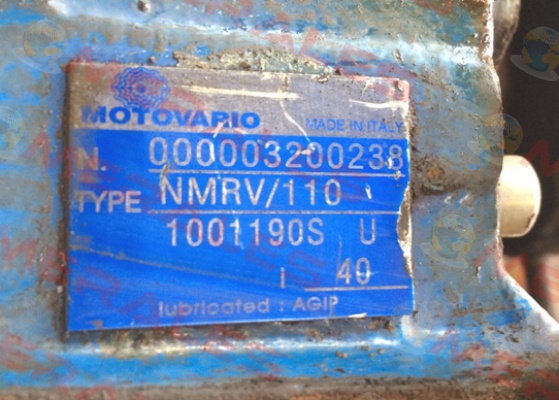 MOTOVARIO
MADE IN ITALY
N. 000003200238
TYPE NMRV/110
1001190S U
i 40
lubricated : AGIP